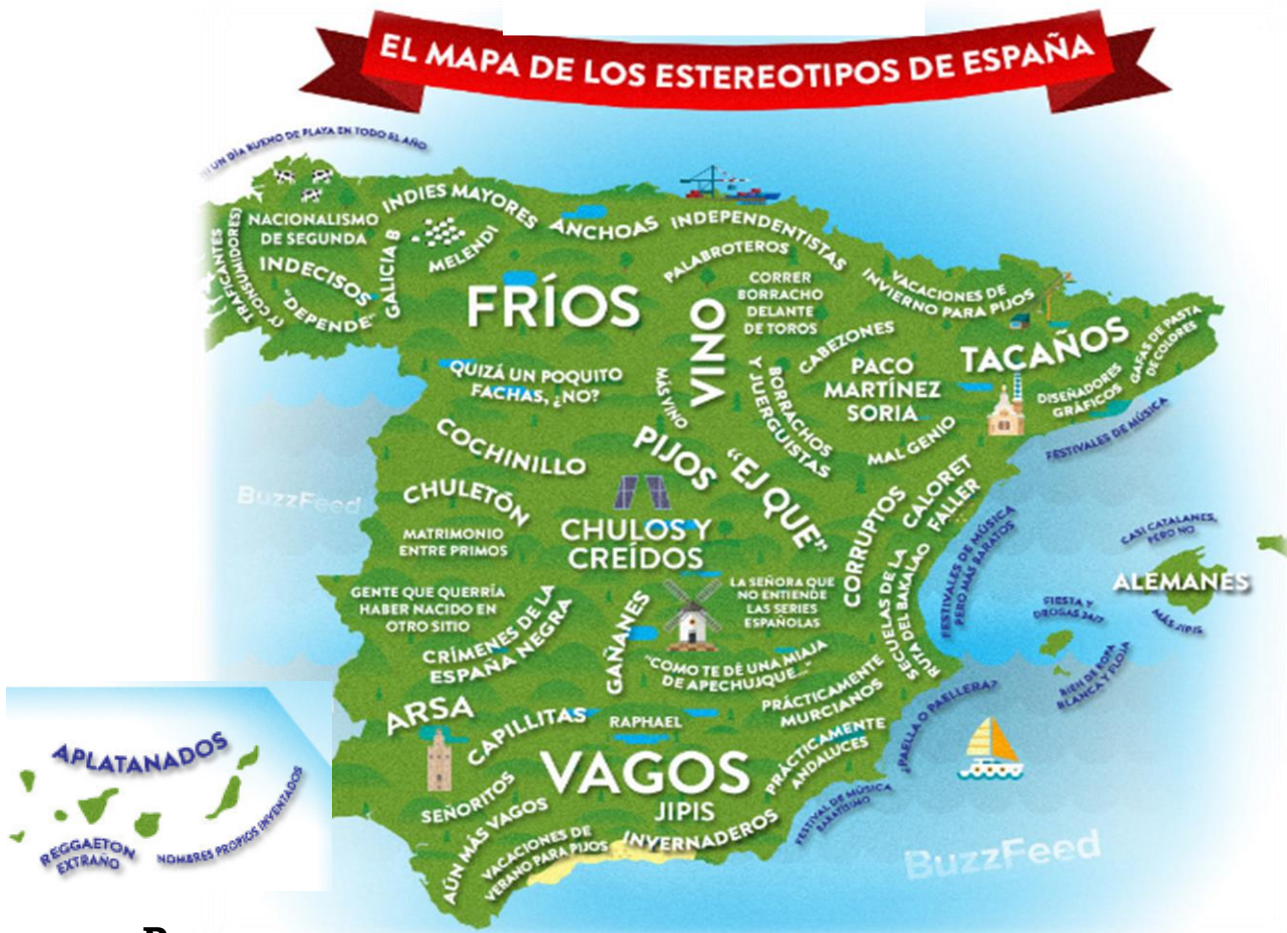 EL MAPA DE LOS ESTEREOTIPOS DE ESPAÑA
UN DÍA BUENO DE PLAYA EN TODO EL AÑO
NACIONALISMO
DE SEGUNDA
TRAFICANTES
(Y CONSUMIDORES)
INDECISOS
"DEPENDE"
GALICIA B
INDIES MAYORES
MELENDI
ANCHOAS
INDEPENDENTISTAS
PALABROTEROS
FRÍOS
VINO
CORRER
BORRACHO
DELANTE
DE TOROS
VACACIONES DE
INVIERNO PARA PIJOS
CABEZONES
PACO
MARTÍNEZ
SORIA
TACAÑOS
GAFAS DE PASTA
DE COLORES
DISEÑADORES
GRÁFICOS
FESTIVALES DE MÚSICA
QUIZÁ UN POQUITO
FACHAS, ¿NO?
MÁS VINO
BORRACHOS
Y JUERGUISTAS
MAL GENIO
COCHINILLO
PIJOS
"EJ QUE"
CHULETÓN
MATRIMONIO
ENTRE PRIMOS
CHULOS Y
CREÍDOS
CORRUPTOS
CALORET
FALLER
FESTIVALES DE MÚSICA
PERO MÁS BARATOS
SECUELAS DE LA
RUTA DEL BAKALAO
CASI CATALANES,
PERO NO
ALEMANES
MÁS JIPIS
FIESTA Y
DROGAS 24/7
BIEN DE ROPA
BLANCA Y FLOJA
GENTE QUE QUERRÍA
HABER NACIDO EN
OTRO SITIO
CRÍMENES DE LA
ESPAÑA NEGRA
GAÑANES
LA SEÑORA QUE
NO ENTIENDE
LAS SERIES
ESPAÑOLAS
"COMO TE DÉ UNA MIAJA
DE APECHUJQUE..."
PRÁCTICAMENTE
MURCIANOS
PRÁCTICAMENTE
ANDALUCES
¿PAELLA O PAELLERA?
FESTIVAL DE MÚSICA
BARATÍSIMO
ARSA
CAPILLITAS
RAPHAEL
VAGOS
JIPIS
SEÑORITOS
AÚN MÁS VAGOS
VACACIONES DE
VERANO PARA PIJOS
INVERNADEROS
APLATANADOS
REGGAETON
EXTRAÑO
NOMBRES PROPIOS INVENTADOS
BuzzFeed
BuzzFeed